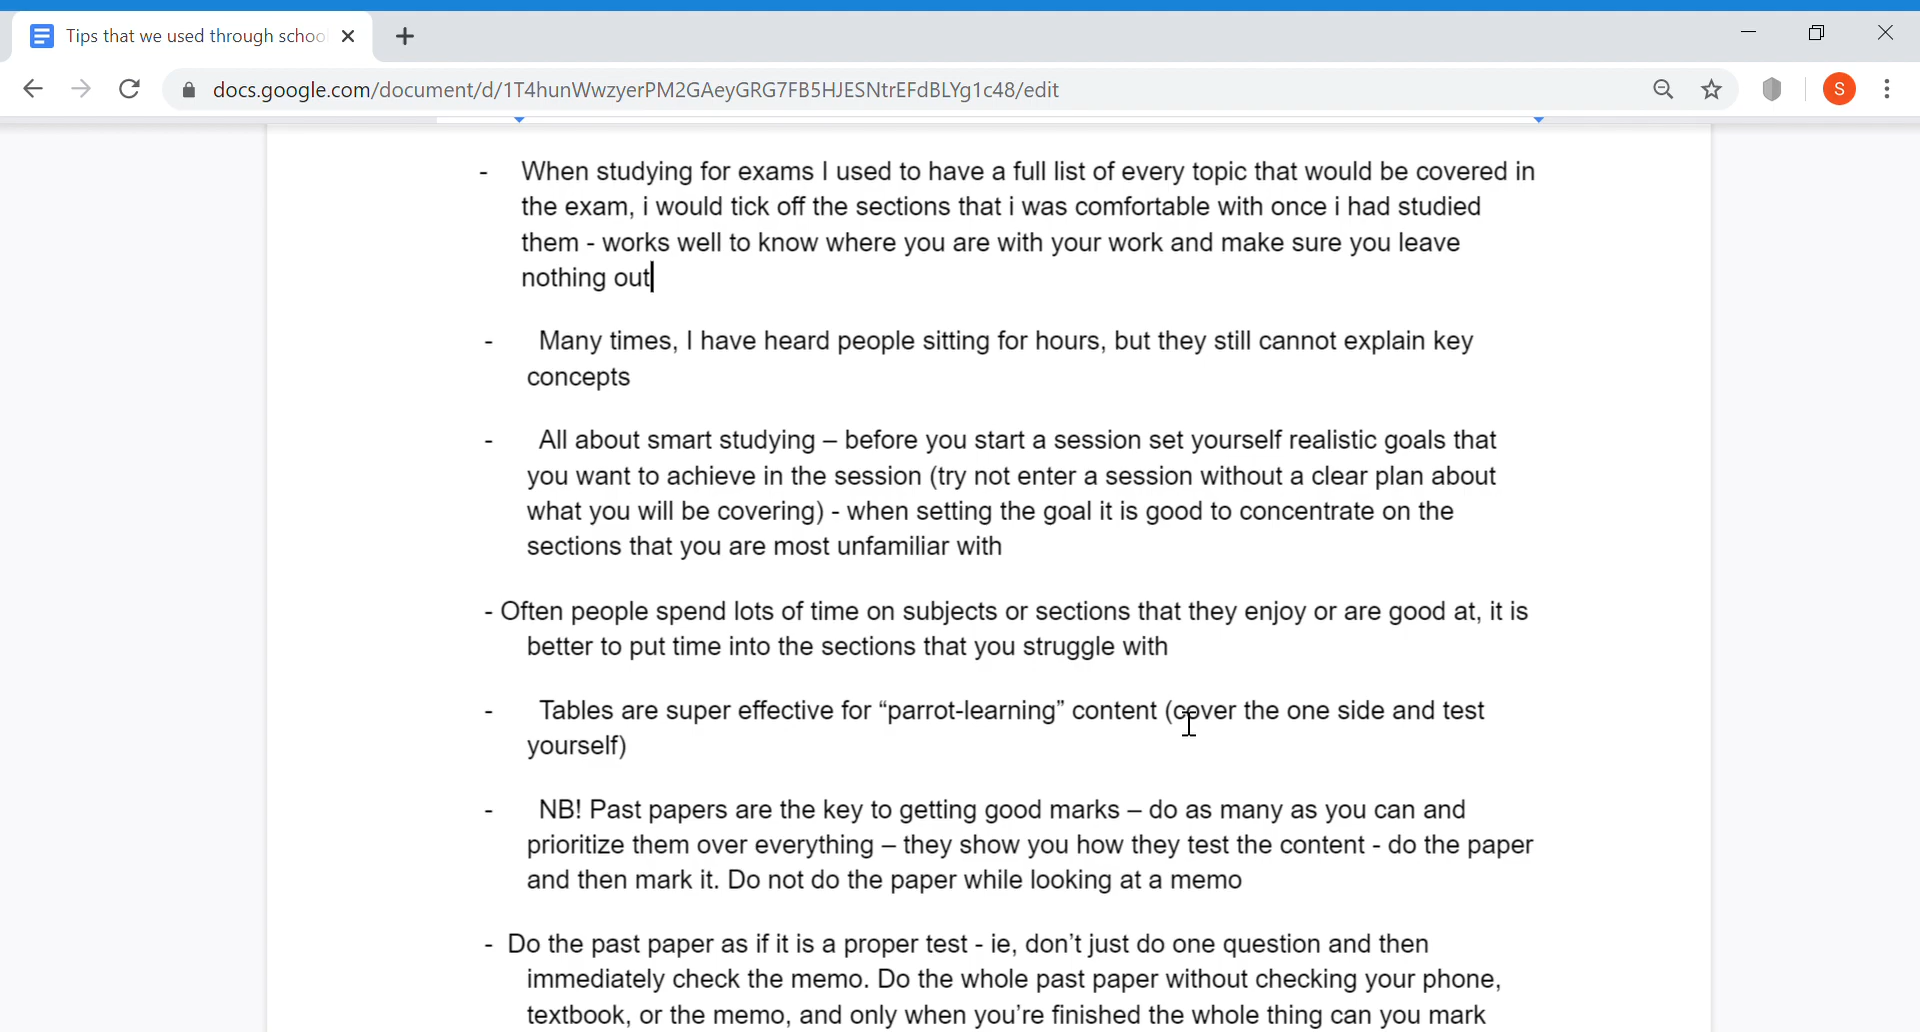 Tips that we used through schoo
docs.google.com/document/d/1T4hunWwzyerPM2GAeyGRG7FB5HJESNtrEFdBLYg1c48/edit
S
- When studying for exams I used to have a full list of every topic that would be covered in
the exam, i would tick off the sections that i was comfortable with once i had studied
them - works well to know where you are with your work and make sure you leave
nothing out
- Many times, I have heard people sitting for hours, but they still cannot explain key
concepts
- All about smart studying – before you start a session set yourself realistic goals that
you want to achieve in the session (try not enter a session without a clear plan about
what you will be covering) - when setting the goal it is good to concentrate on the
sections that you are most unfamiliar with
- Often people spend lots of time on subjects or sections that they enjoy or are good at, it is
better to put time into the sections that you struggle with
- Tables are super effective for “parrot-learning” content (cover the one side and test
yourself)
- NB! Past papers are the key to getting good marks – do as many as you can and
prioritize them over everything – they show you how they test the content - do the paper
and then mark it. Do not do the paper while looking at a memo
- Do the past paper as if it is a proper test - ie, don’t just do one question and then
immediately check the memo. Do the whole past paper without checking your phone,
textbook, or the memo, and only when you’re finished the whole thing can you mark